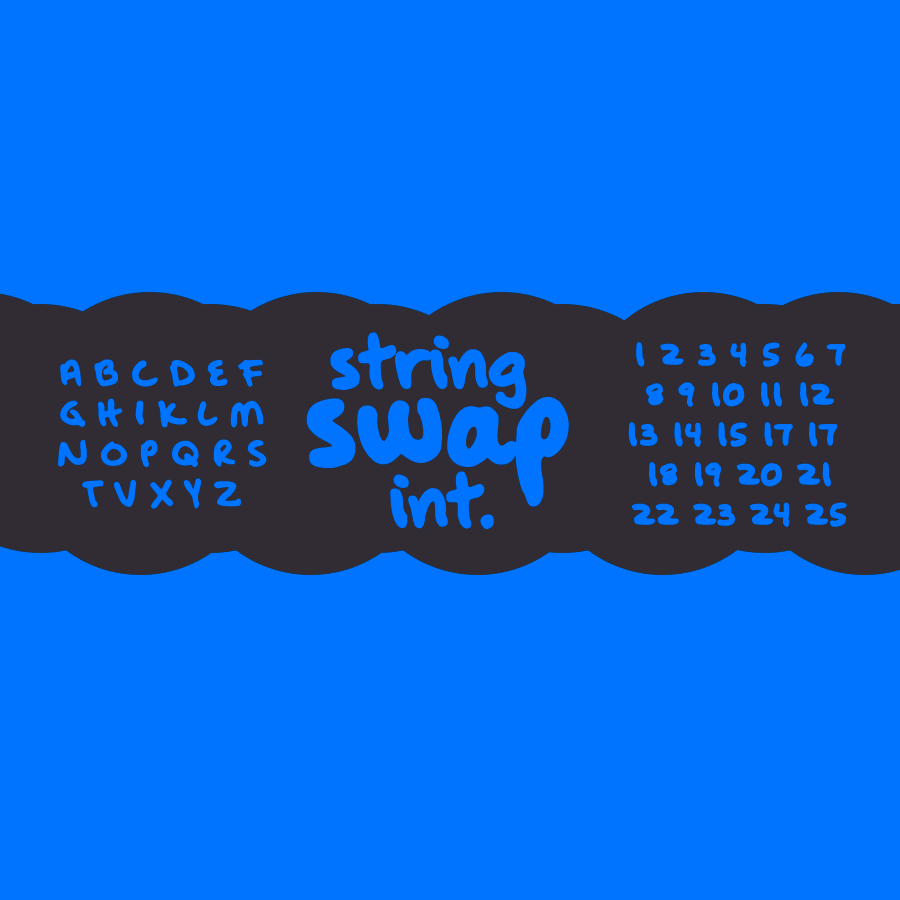 A B C D E F
G H I K L M
N O P Q R S
T V X Y Z
string
swap
int.
1 2 3 4 5 6 7
8 9 10 11 12
13 14 15 17 17
18 19 20 21
22 23 24 25